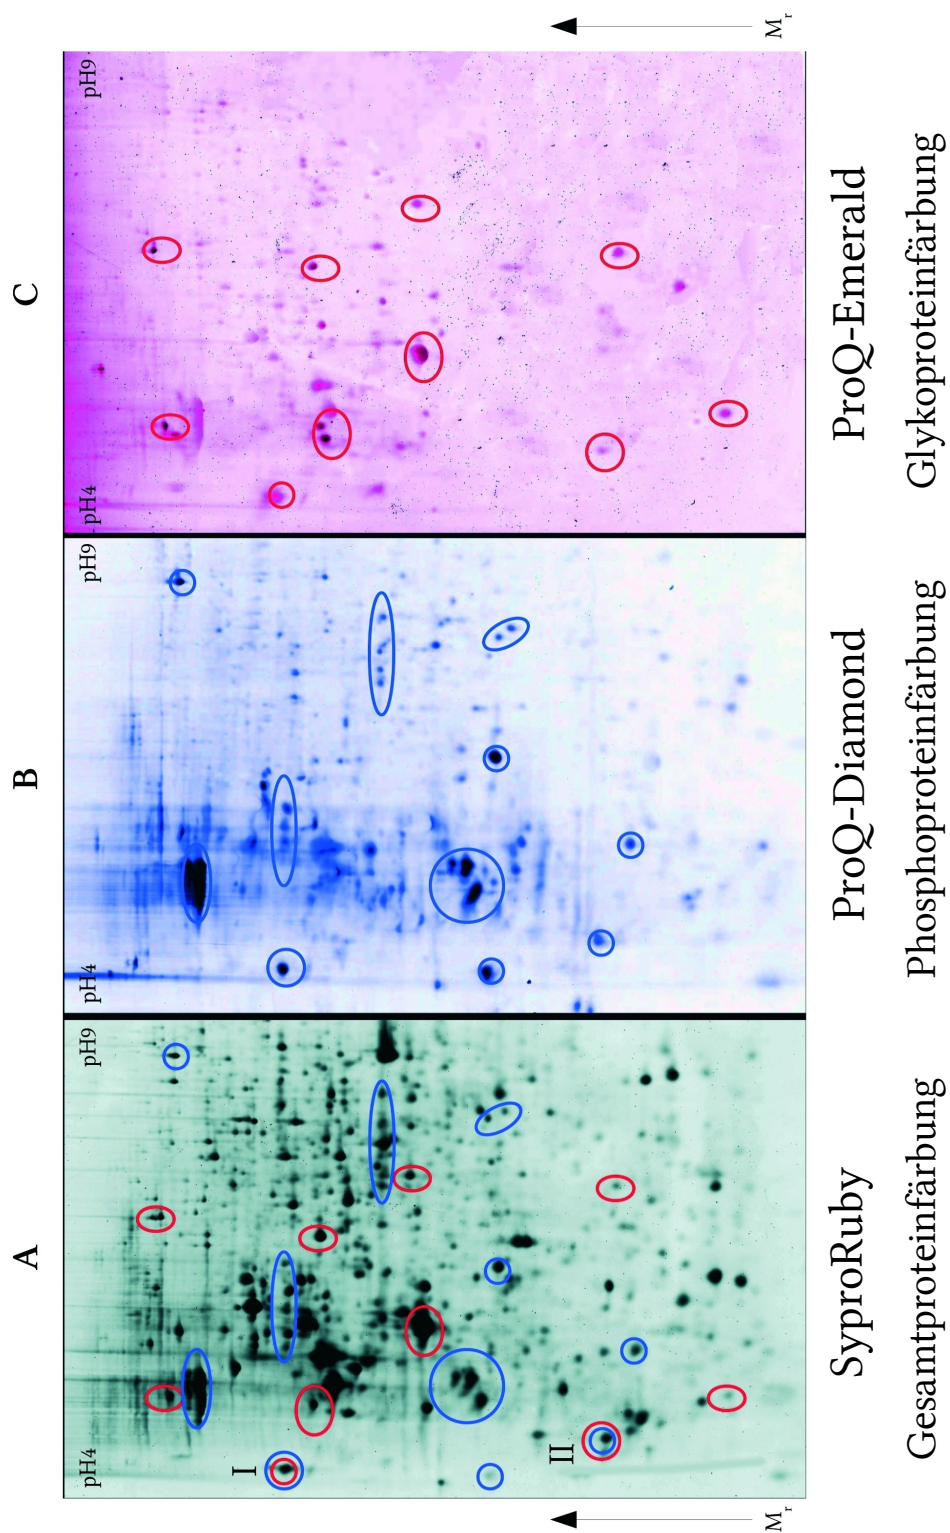 A
B
C
pH4
pH9
pH4
pH9
pH4
pH9
I
II
Mr
Mr
SyproRuby
ProQ-Diamond
ProQ-Emerald
Gesamtproteinfärbung
Phosphoproteinfärbung
Glykoproteinfärbung